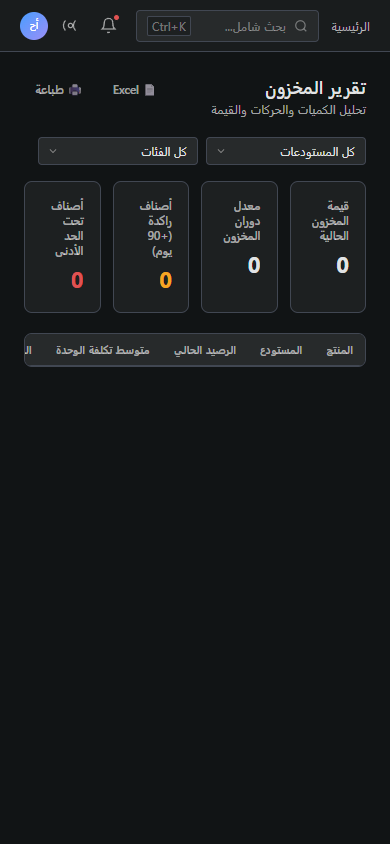 الرئيسية
بحث شامل... Ctrl+K
أح
تقرير المخزون
تحليل الكميات والحركات والقيمة
Excel
طباعة
كل المستودعات
كل الفئات
قيمة
المخزون
الحالية
0
معدل
دوران
المخزون
0
أصناف
راكدة
(+90
يوم)
0
أصناف
تحت
الحد
الأدنى
0
المنتج المستودع الرصيد الحالي متوسط تكلفة الوحدة